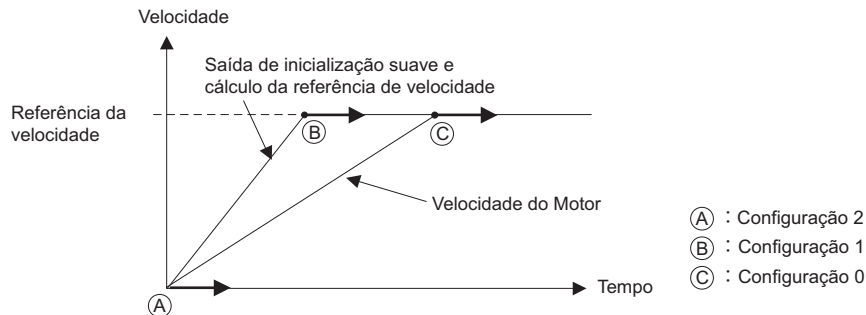 Velocidade
Saída de inicialização suave e
cálculo da referência de velocidade
Referência da
velocidade
B
C
Velocidade do Motor
A : Configuração 2
B : Configuração 1
C : Configuração 0
Tempo
A